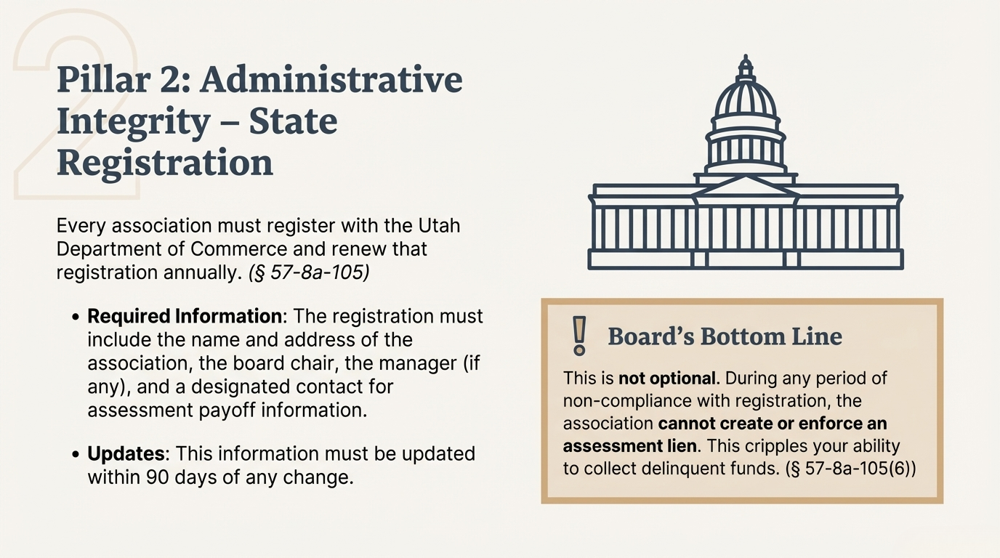 2
Pillar 2: Administrative
Integrity – State
Registration
Every association must register with the Utah
Department of Commerce and renew that
registration annually. (§ 57-8a-105)
• Required Information: The registration must
include the name and address of the
association, the board chair, the manager (if
any), and a designated contact for
assessment payoff information.
• Updates: This information must be updated
within 90 days of any change.
Board’s Bottom Line
This is not optional. During any period of
non-compliance with registration, the
association cannot create or enforce an
assessment lien. This cripples your ability
to collect delinquent funds. (§ 57-8a-105(6))